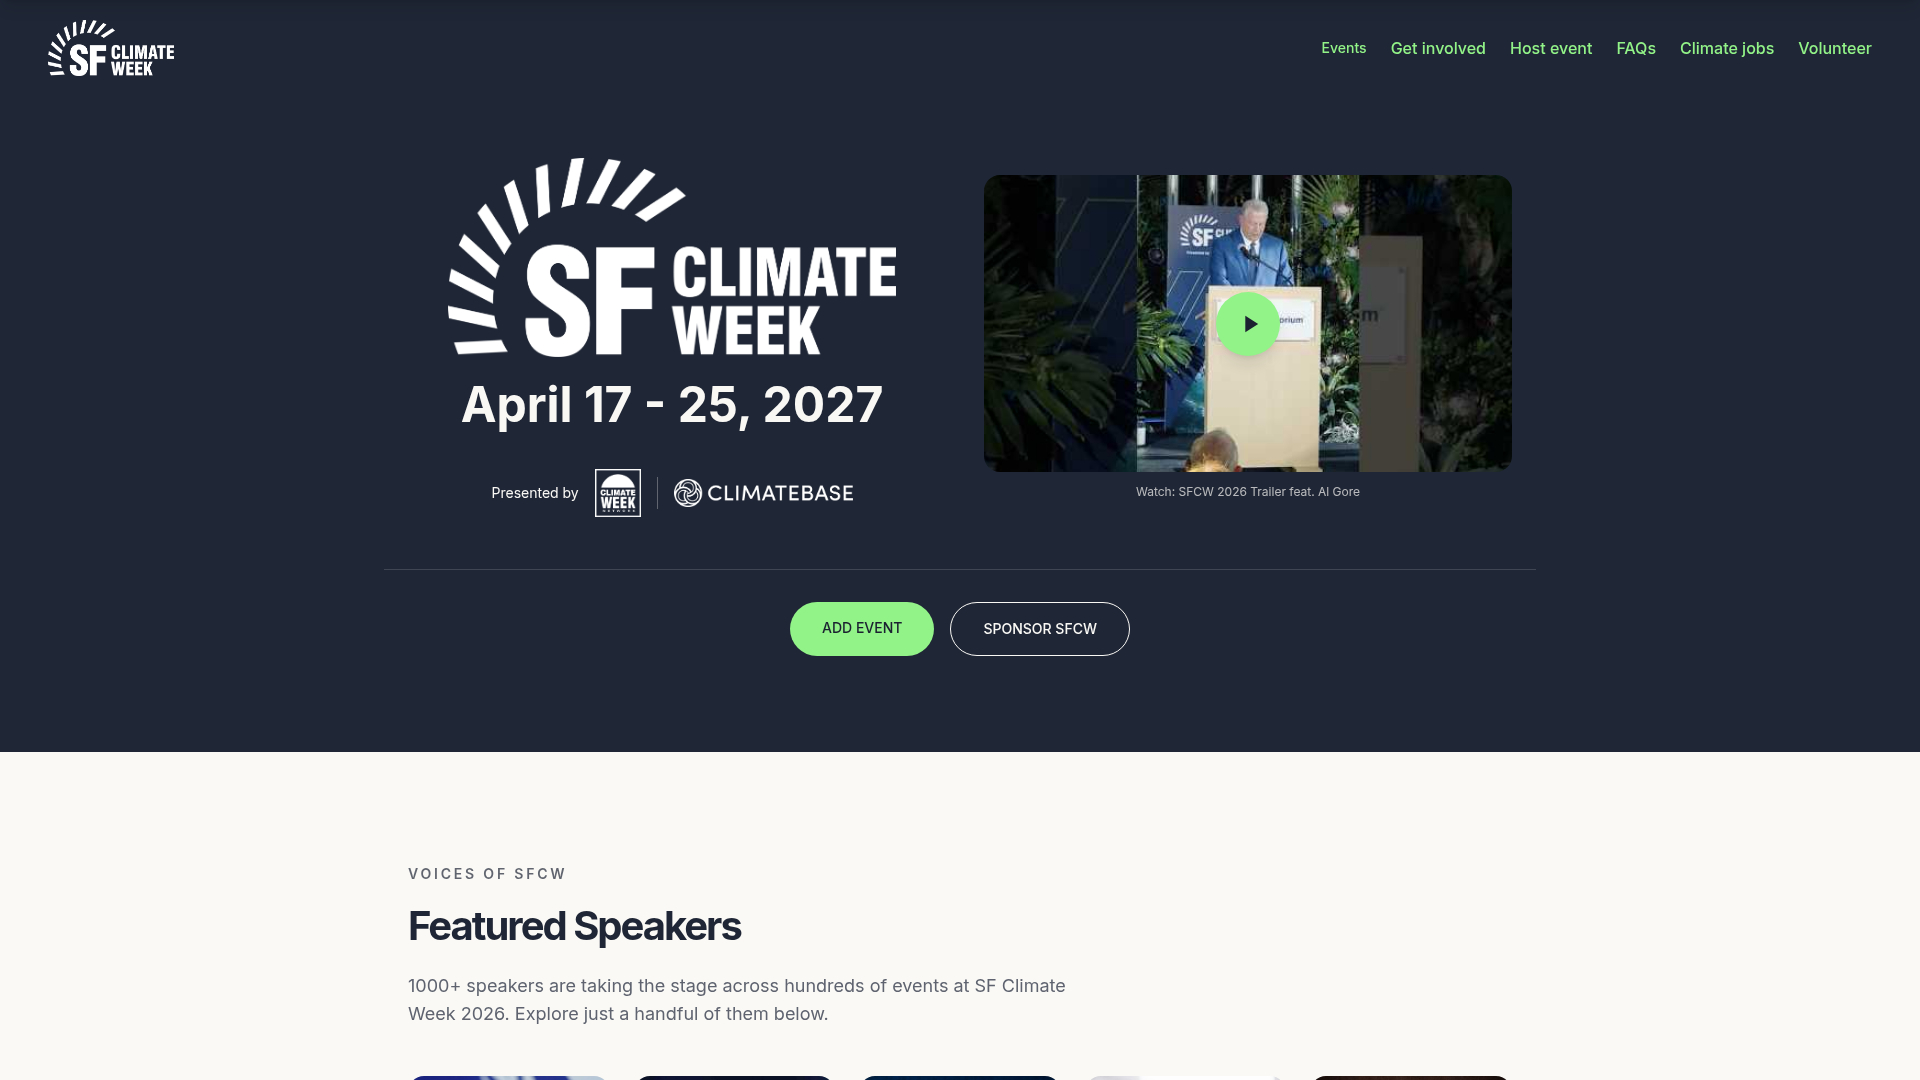 SF CLIMATE
WEEK
Events
Get involved
Host event
FAQs
Climate jobs
Volunteer
SF CLIMATE
WEEK
April 17 - 25, 2027
Presented by
CLIMATE
WEEK
NETWORK
CLIMATEBASE
SF
orium
m
Watch: SFCW 2026 Trailer feat. Al Gore
ADD EVENT
SPONSOR SFCW
VOICES OF SFCW
Featured Speakers
1000+ speakers are taking the stage across hundreds of events at SF Climate
Week 2026. Explore just a handful of them below.